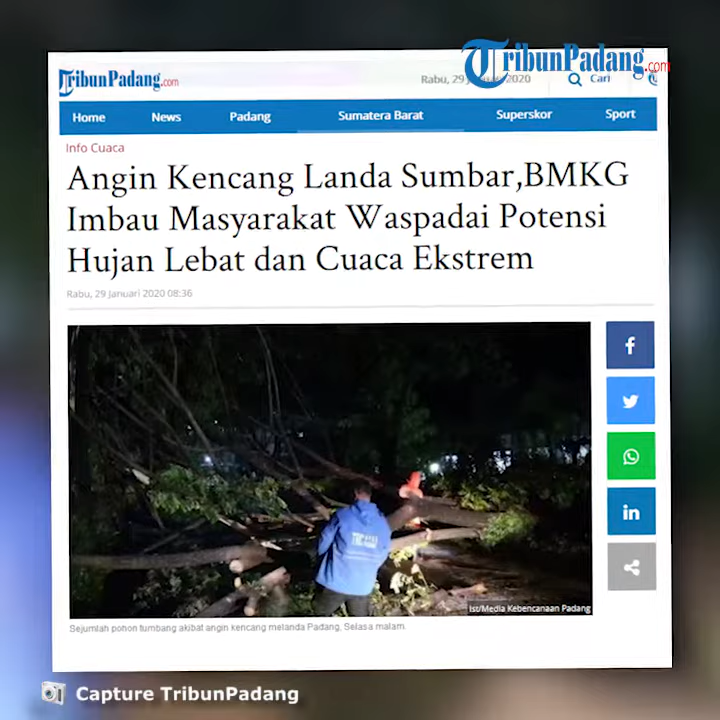 TribunPadang.com
TribunPadang.com
Rabu, 29 Januari 2020
Cari
Home News Padang Sumatera Barat Superskor Sport
Info Cuaca
Angin Kencang Landa Sumbar,BMKG
Imbau Masyarakat Waspadai Potensi
Hujan Lebat dan Cuaca Ekstrem
Rabu, 29 Januari 2020 08:36
Ist/Media Kebencanaan Padang
Sejumlah pohon tumbang akibat angin kencang melanda Padang, Selasa malam.
Capture TribunPadang